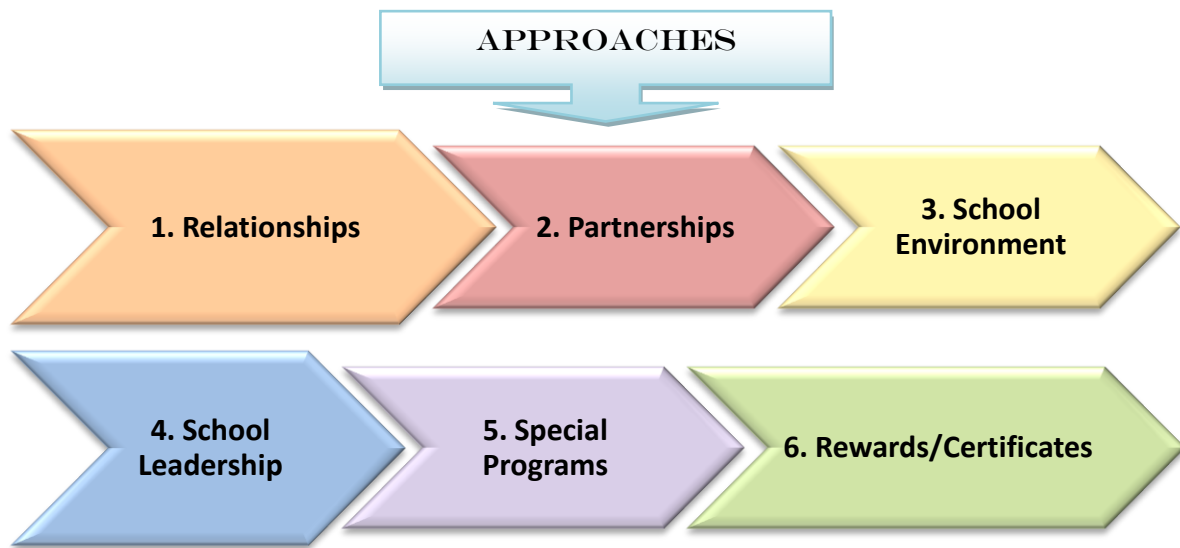 APPROACHES
1. Relationships
2. Partnerships
3. School
Environment
4. School
Leadership
5. Special
Programs
6. Rewards/Certificates